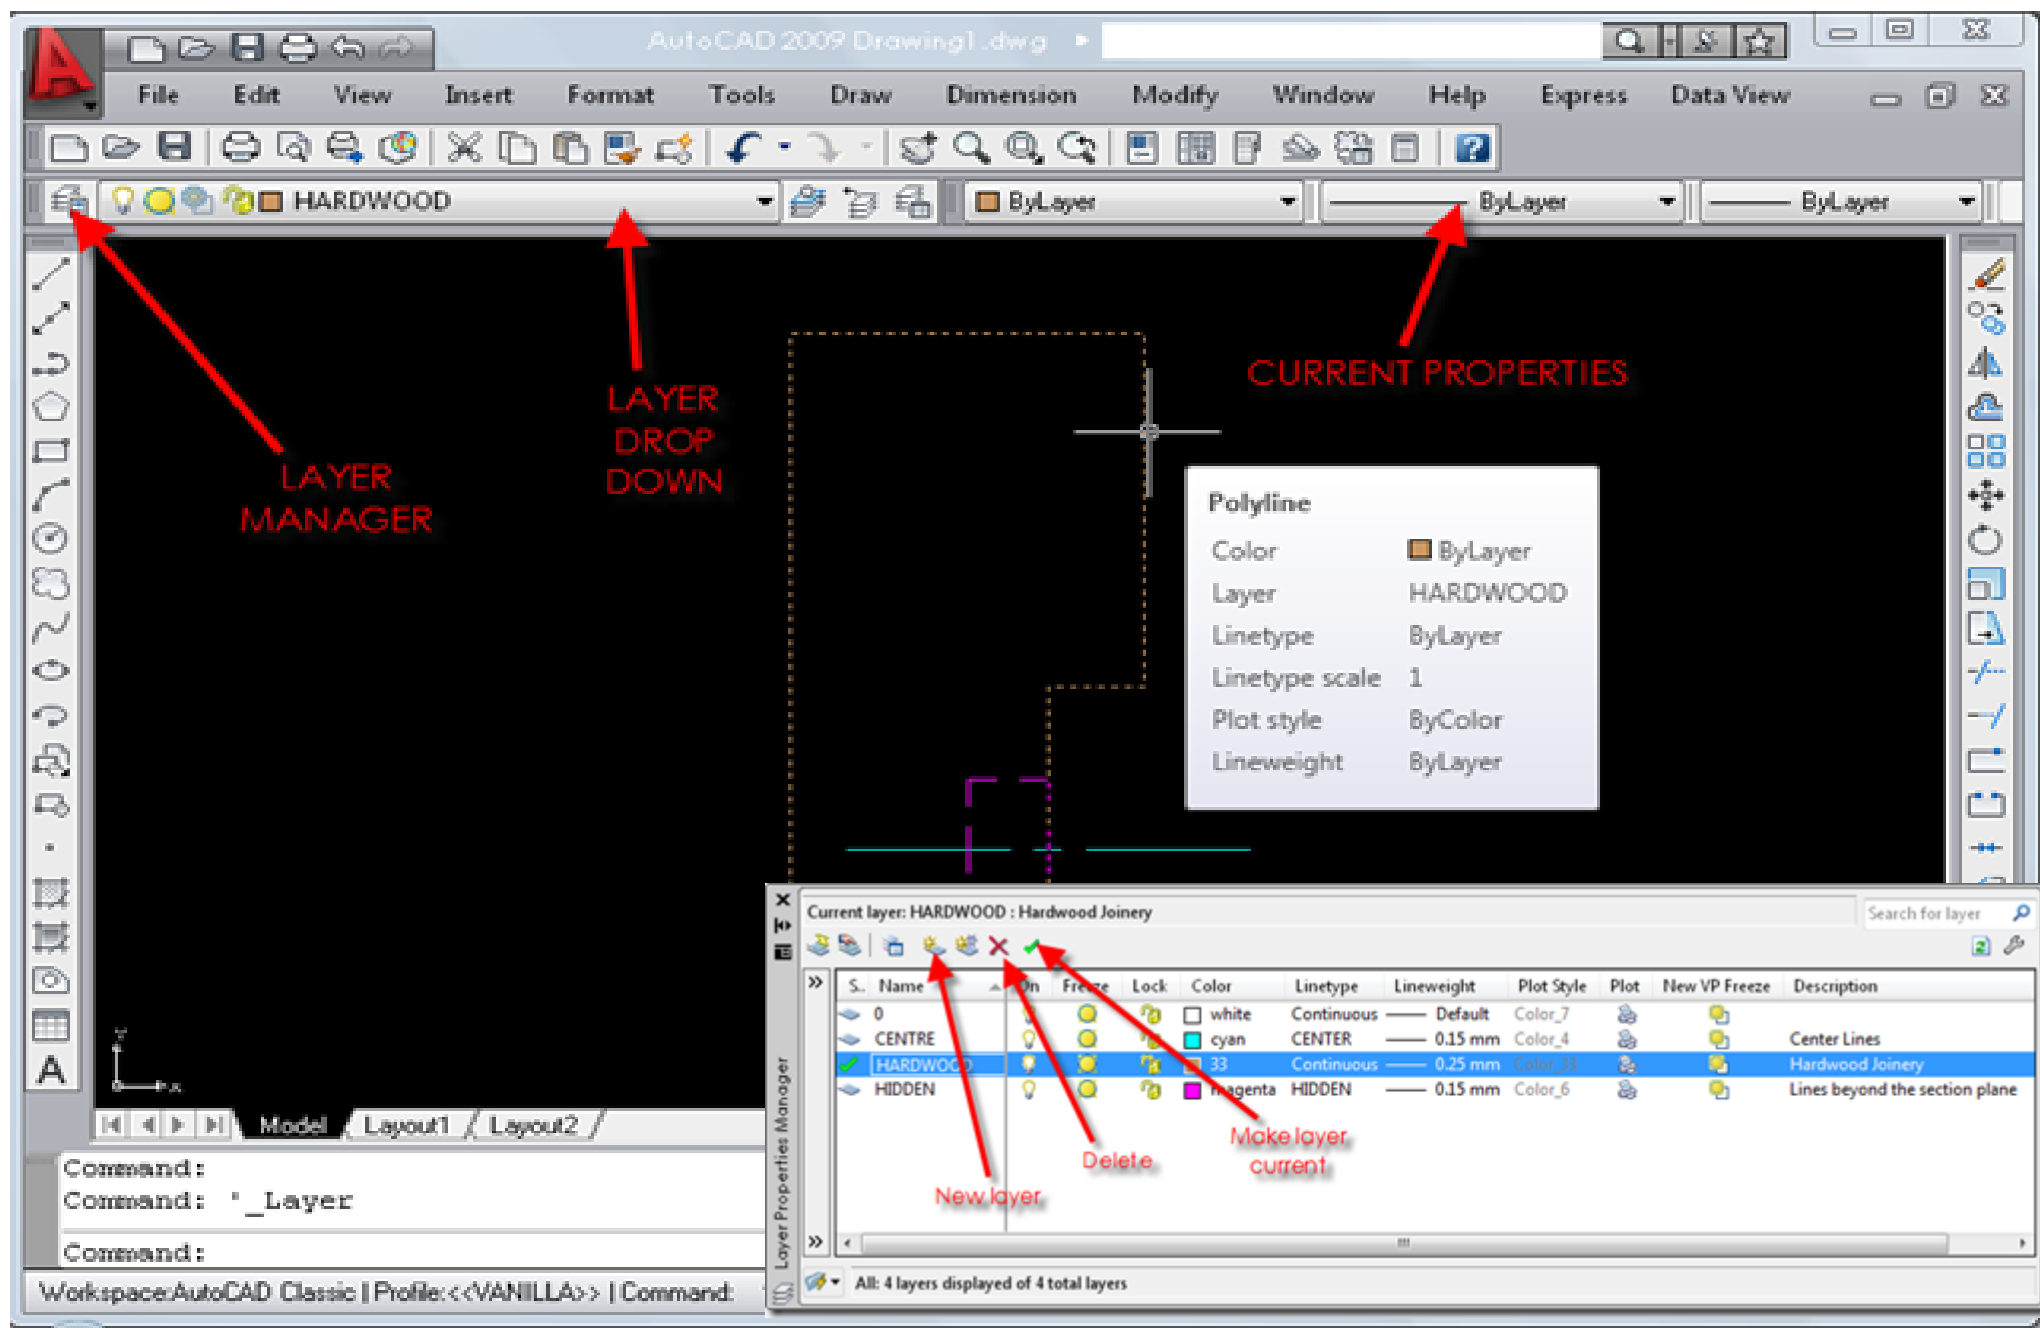 AutoCAD 2009 Drawing1.dwg
File Edit View Insert Format Tools Draw Dimension Modify Window Help Express Data View
HARDWOOD ByLayer ByLayer ByLayer
CURRENT PROPERTIES
LAYER
DROP
DOWN
LAYER
MANAGER
Polyline
Color ByLayer
Layer HARDWOOD
Linetype ByLayer
Linetype scale 1
Plot style ByColor
Lineweight ByLayer
Y
X
A
Model Layout1 Layout2
Command:
Command: '_Layer
Command:
Workspace:AutoCAD Classic | Profile:<<VANILLA>> | Command:
Current layer: HARDWOOD : Hardwood Joinery
Search for layer
S.. Name On Freeze Lock Color Linetype Lineweight Plot Style Plot New VP Freeze Description
0 white Continuous Default Color_7
CENTRE cyan CENTER 0.15 mm Color_4 Center Lines
HARDWOOD 33 Continuous 0.25 mm Color_33 Hardwood Joinery
HIDDEN magenta HIDDEN 0.15 mm Color_6 Lines beyond the section plane
Make layer
current
Delete
New layer
Layer Properties Manager
All: 4 layers displayed of 4 total layers